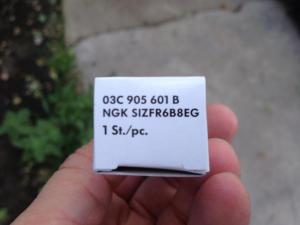 03C 905 601 B
NGK SIZFR6B8EG
1 St./pc.